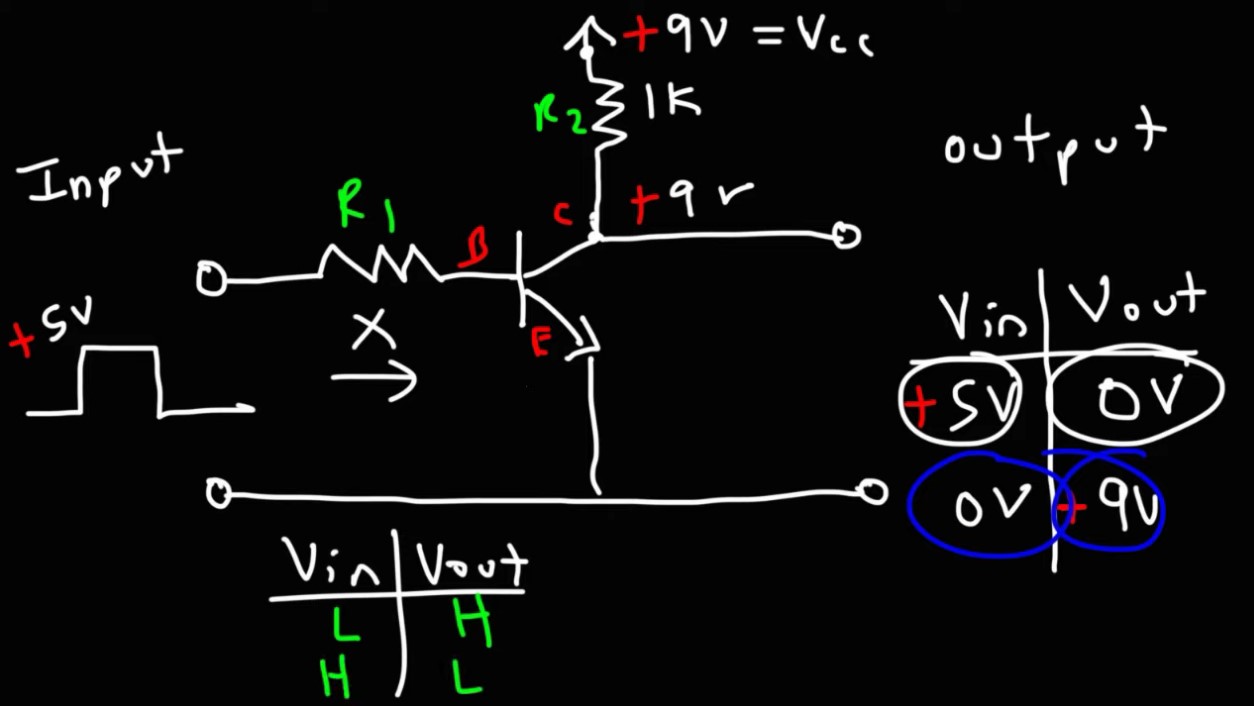 +9V = Vcc
R2 1K
output
Input
R1
C +9v
B
+5V
X
E
Vin Vout
+5V 0V
0V +9V
Vin Vout
L H
H L